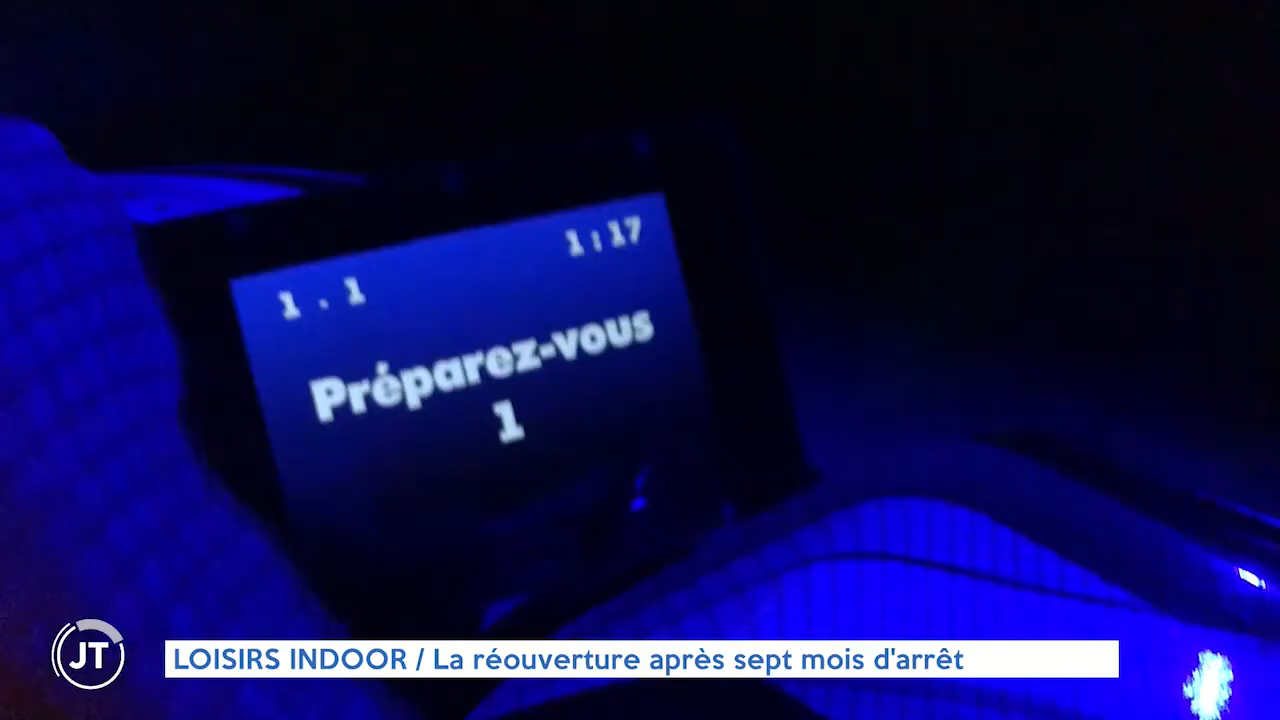 1 . 1
1:17
Préparez-vous
1
JT
LOISIRS INDOOR / La réouverture après sept mois d'arrêt